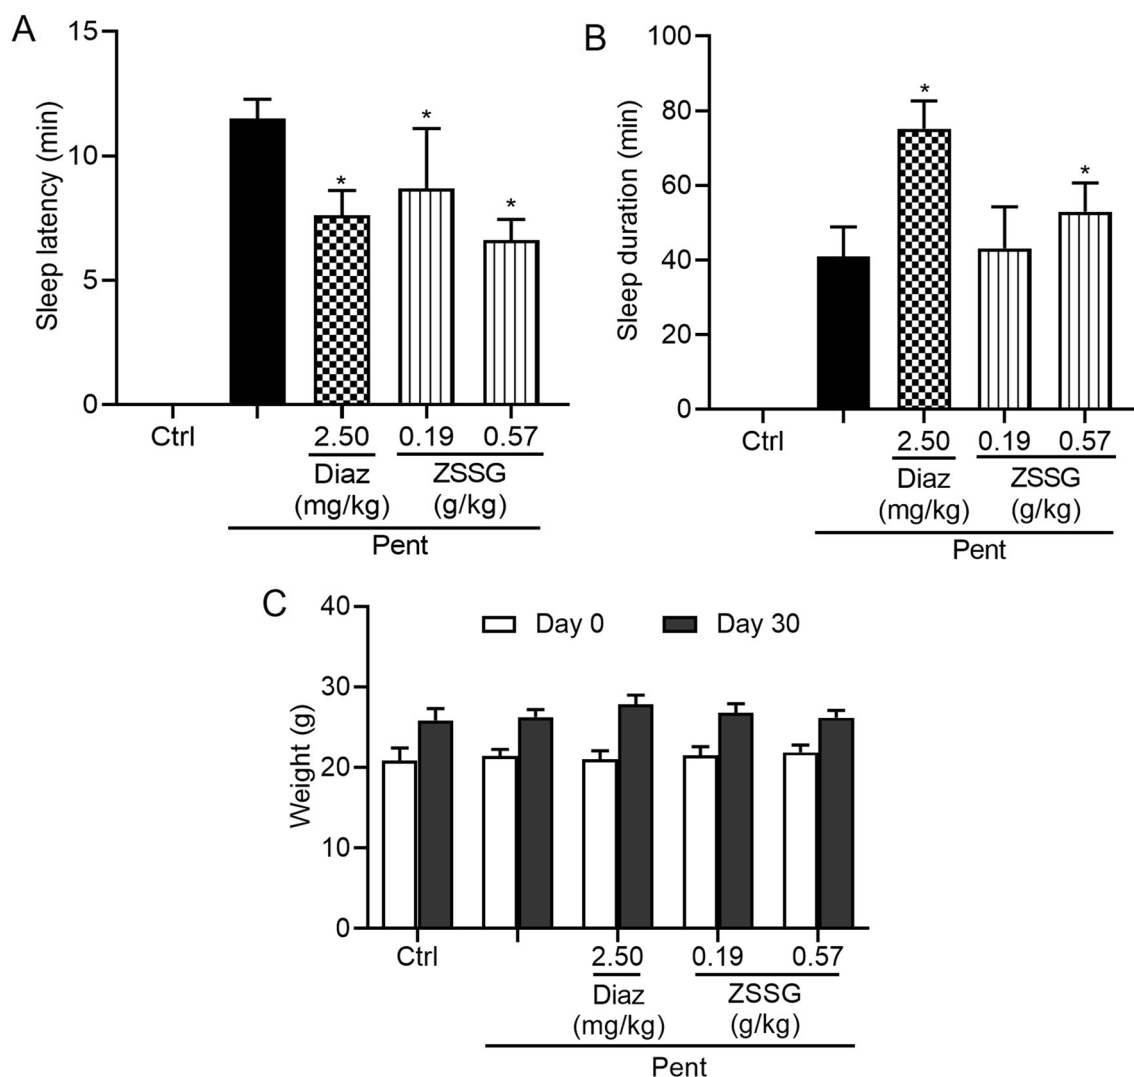 A
15
10
5
0
Sleep latency (min)
*
*
*
Ctrl
2.50
0.19
0.57
Diaz
(mg/kg)
ZSSG
(g/kg)
Pent
B
100
80
60
40
20
0
Sleep duration (min)
*
*
Ctrl
2.50
0.19
0.57
Diaz
(mg/kg)
ZSSG
(g/kg)
Pent
C
40
30
20
10
0
Weight (g)
Day 0
Day 30
Ctrl
2.50
0.19
0.57
Diaz
(mg/kg)
ZSSG
(g/kg)
Pent